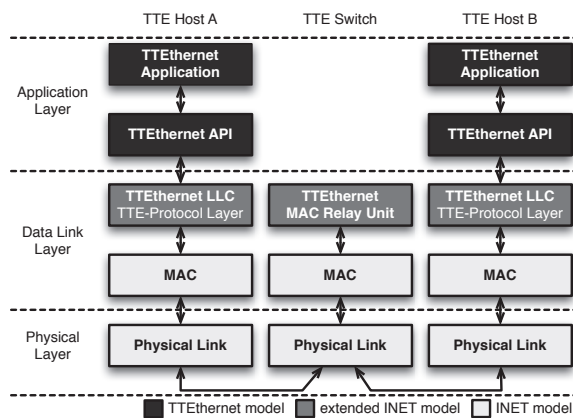 TTE Host A TTE Switch TTE Host B
TTEthernet
Application
TTEthernet
Application
Application
Layer
TTEthernet API
TTEthernet API
TTEthernet LLC
TTE-Protocol Layer
TTEthernet
MAC Relay Unit
TTEthernet LLC
TTE-Protocol Layer
Data Link
Layer
MAC MAC MAC
Physical
Layer
Physical Link Physical Link Physical Link
TTEthernet model extended INET model INET model